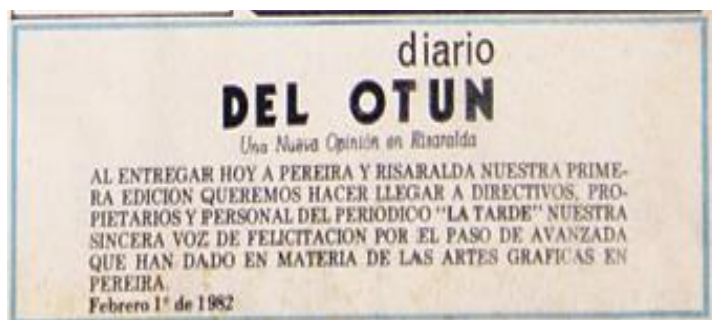 diario
DEL OTUN
Una Nueva Opinión en Risaralda
AL ENTREGAR HOY A PEREIRA Y RISARALDA NUESTRA PRIME-
RA EDICION QUEREMOS HACER LLEGAR A DIRECTIVOS, PRO-
PIETARIOS Y PERSONAL DEL PERIODICO "LA TARDE" NUESTRA
SINCERA VOZ DE FELICITACION POR EL PASO DE AVANZADA
QUE HAN DADO EN MATERIA DE LAS ARTES GRAFICAS EN
PEREIRA.
Febrero 1° de 1982